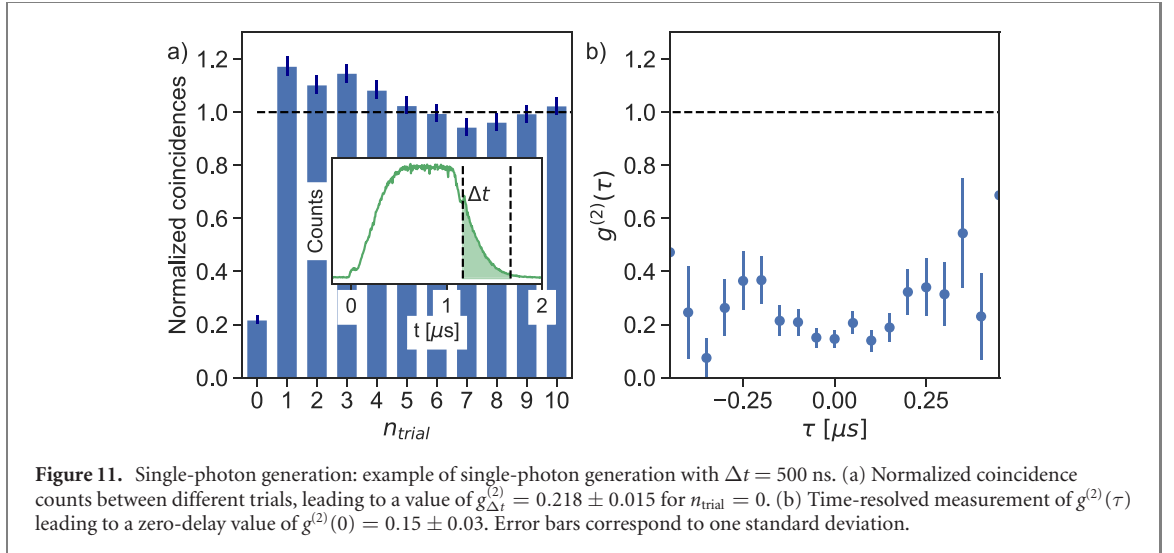 a)
Normalized coincidences
1.2
1.0
0.8
0.6
0.4
0.2
0.0
0 1 2 3 4 5 6 7 8 9 10
n_trial
Counts
Δt
0 1 2
t [μs]
b)
g^(2)(τ)
1.2
1.0
0.8
0.6
0.4
0.2
0.0
−0.25 0.00 0.25
τ [μs]
Figure 11. Single-photon generation: example of single-photon generation with Δt = 500 ns. (a) Normalized coincidence
counts between different trials, leading to a value of g^(2)_Δt = 0.218 ± 0.015 for n_trial = 0. (b) Time-resolved measurement of g^(2)(τ)
leading to a zero-delay value of g^(2)(0) = 0.15 ± 0.03. Error bars correspond to one standard deviation.